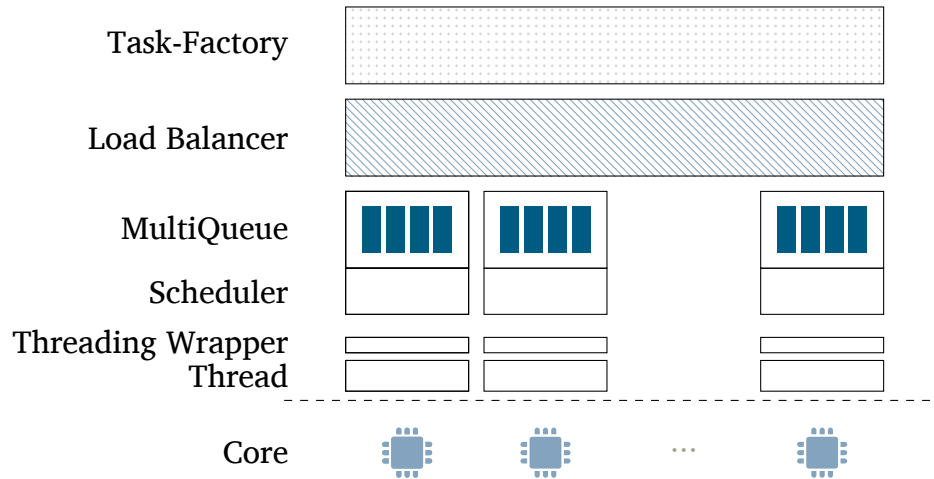 Task-Factory
Load Balancer
MultiQueue
Scheduler
Threading Wrapper
Thread
Core
...